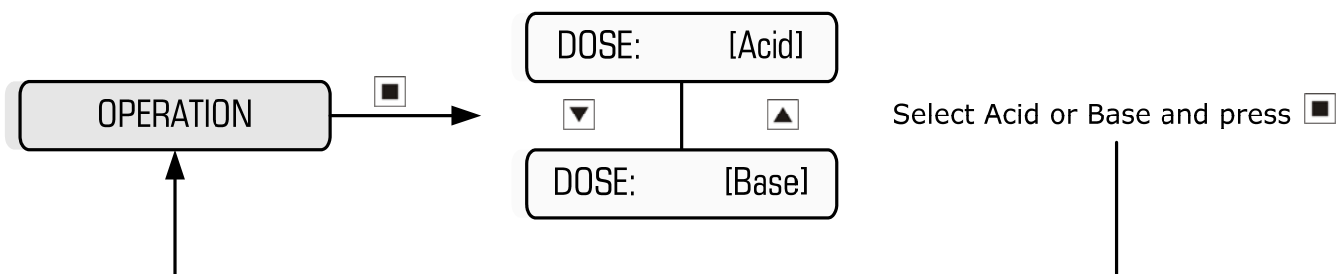 DOSE: [Acid]
OPERATION
Select Acid or Base and press
DOSE: [Base]